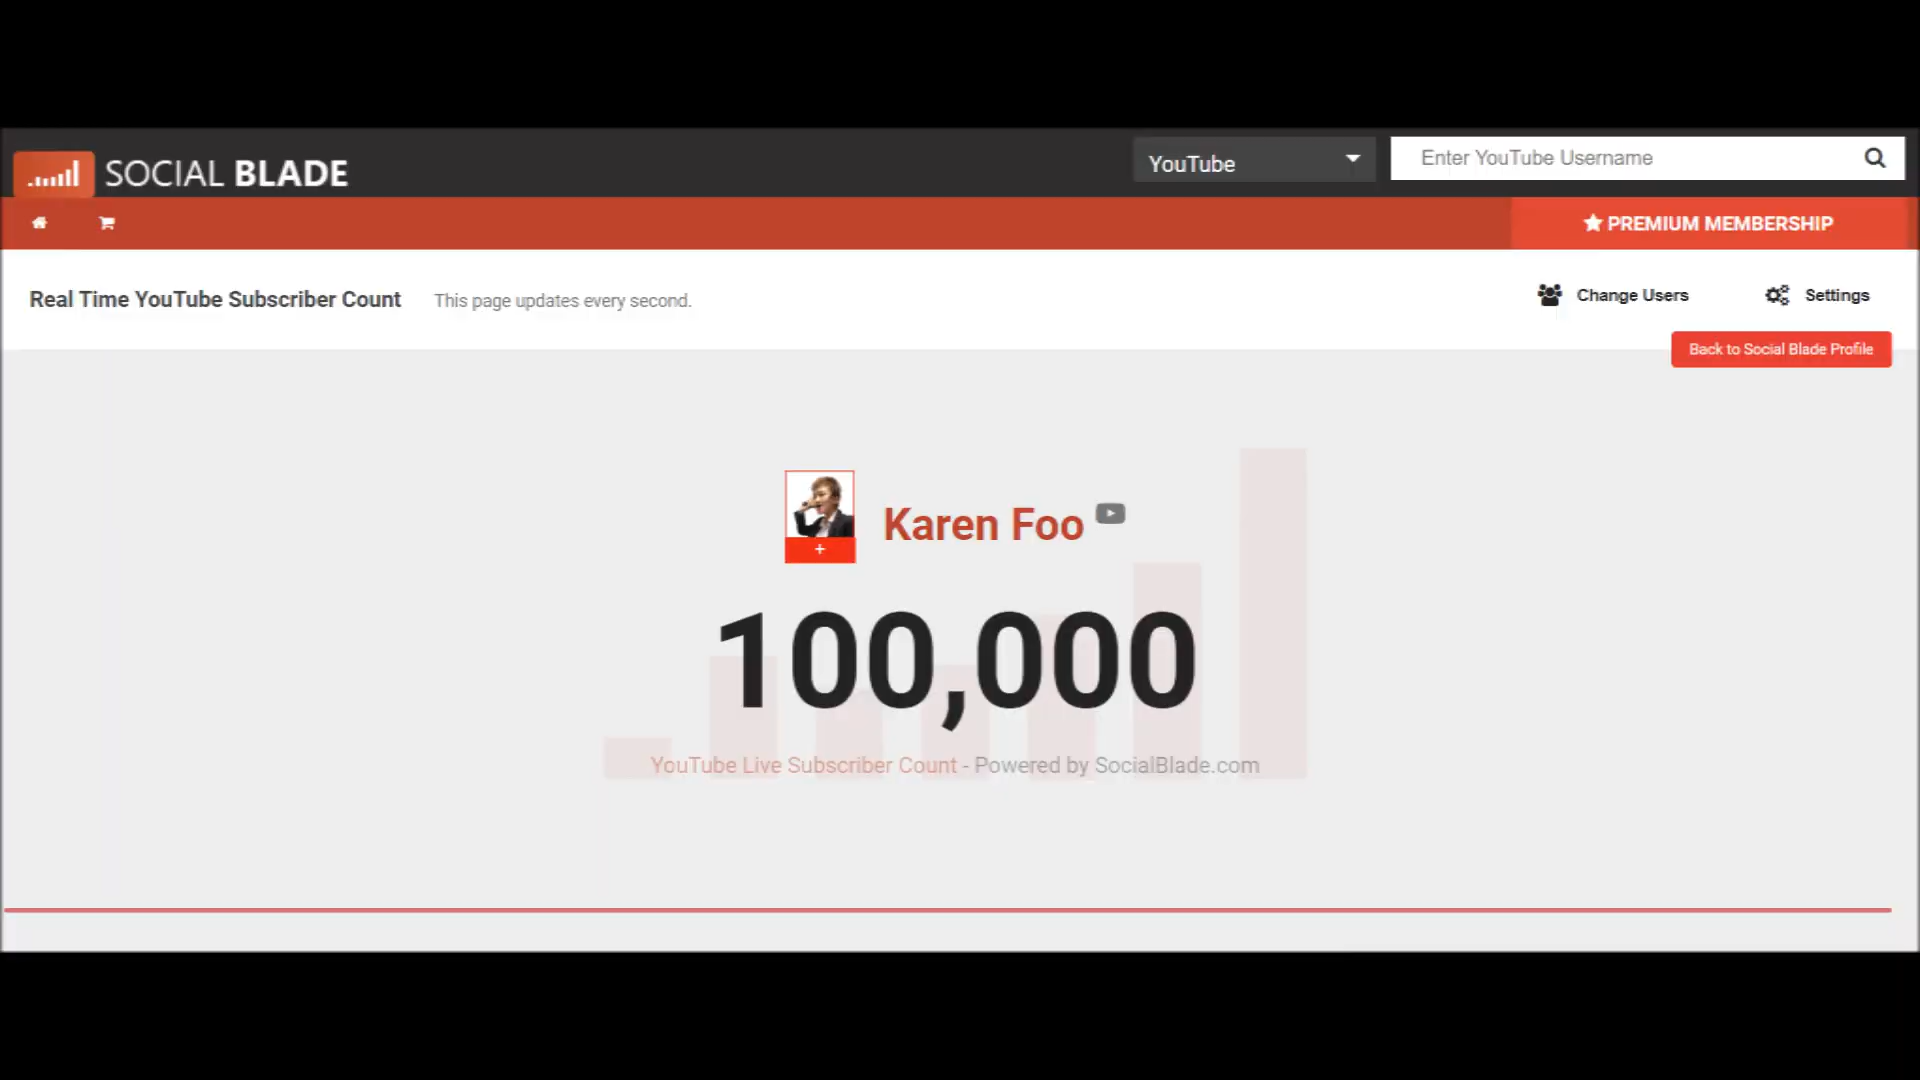 SOCIAL BLADE
YouTube
Enter YouTube Username
PREMIUM MEMBERSHIP
Real Time YouTube Subscriber Count
This page updates every second.
Change Users
Settings
Back to Social Blade Profile
+
Karen Foo
100,000
YouTube Live Subscriber Count - Powered by SocialBlade.com